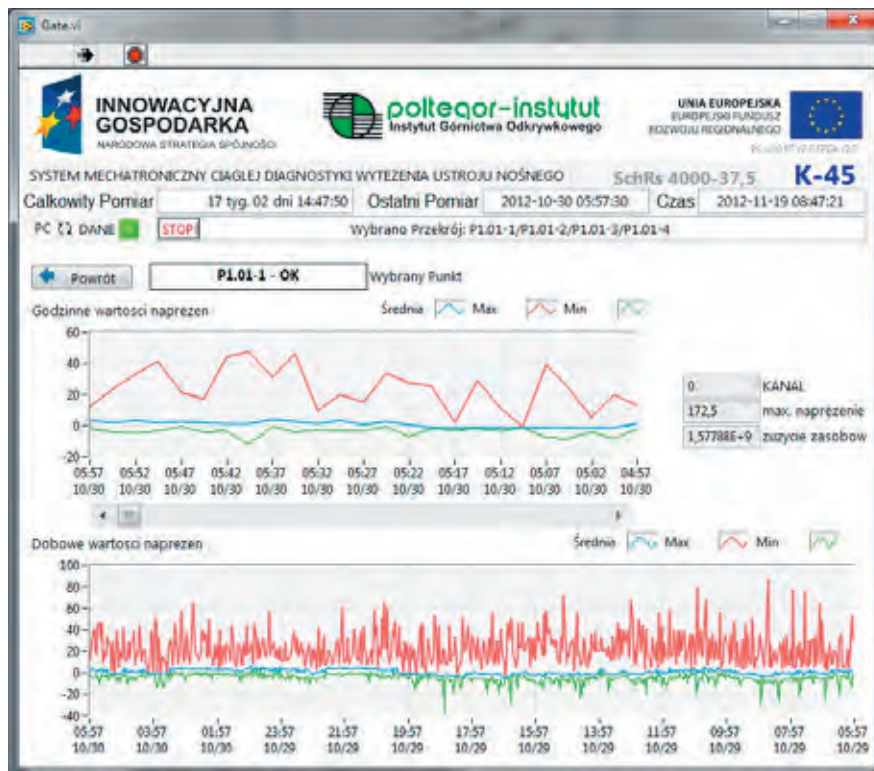 Gate.vi
INNOWACYJNA
GOSPODARKA
NARODOWA STRATEGIA SPÓJNOŚCI
poltegor-instytut
Instytut Górnictwa Odkrywkowego
UNIA EUROPEJSKA
EUROPEJSKI FUNDUSZ
ROZWOJU REGIONALNEGO
SYSTEM MECHATRONICZNY CIAGLEJ DIAGNOSTYKI WYTEZENIA USTROJU NOŚNEGO
SchRs 4000-37,5
K-45
Calkowity Pomiar 17 tyg. 02 dni 14:47:50 Ostatni Pomiar 2012-10-30 05:57:30 Czas 2012-11-19 08:47:21
PC DANE STOP Wybrano Przekrój: P1.01-1/P1.01-2/P1.01-3/P1.01-4
Powrót P1.01-1 - OK Wybrany Punkt
Godzinne wartosci naprezen Średnia Max Min
60
40
20
0
-20
05:57 05:52 05:47 05:42 05:37 05:32 05:27 05:22 05:17 05:12 05:07 05:02 04:57
10/30 10/30 10/30 10/30 10/30 10/30 10/30 10/30 10/30 10/30 10/30 10/30 10/30
0 KANAL
172,5 max. naprężenie
1,57788E+9 zuzycie zasobow
Dobowe wartosci naprezen Średnia Max Min
100
80
60
40
20
0
-20
-40
05:57 03:57 01:57 23:57 21:57 19:57 17:57 15:57 13:57 11:57 09:57 07:57 05:57
10/30 10/30 10/30 10/29 10/29 10/29 10/29 10/29 10/29 10/29 10/29 10/29 10/29